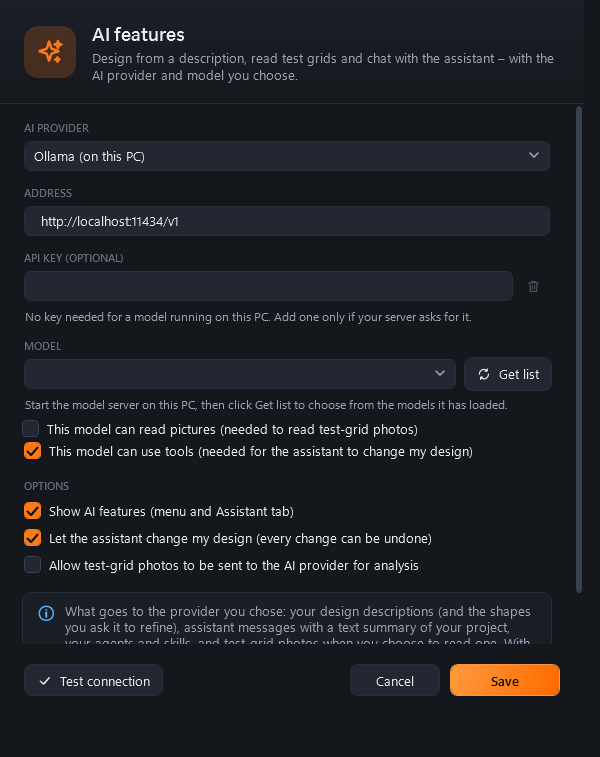 AI features
Design from a description, read test grids and chat with the assistant – with the
AI provider and model you choose.
AI PROVIDER
Ollama (on this PC)
ADDRESS
http://localhost:11434/v1
API KEY (OPTIONAL)
No key needed for a model running on this PC. Add one only if your server asks for it.
MODEL
Get list
Start the model server on this PC, then click Get list to choose from the models it has loaded.
This model can read pictures (needed to read test-grid photos)
This model can use tools (needed for the assistant to change my design)
OPTIONS
Show AI features (menu and Assistant tab)
Let the assistant change my design (every change can be undone)
Allow test-grid photos to be sent to the AI provider for analysis
What goes to the provider you chose: your design descriptions (and the shapes
you ask it to refine), assistant messages with a text summary of your project,
your agents and skills, and test-grid photos when you choose to read one. With
Test connection
Cancel
Save